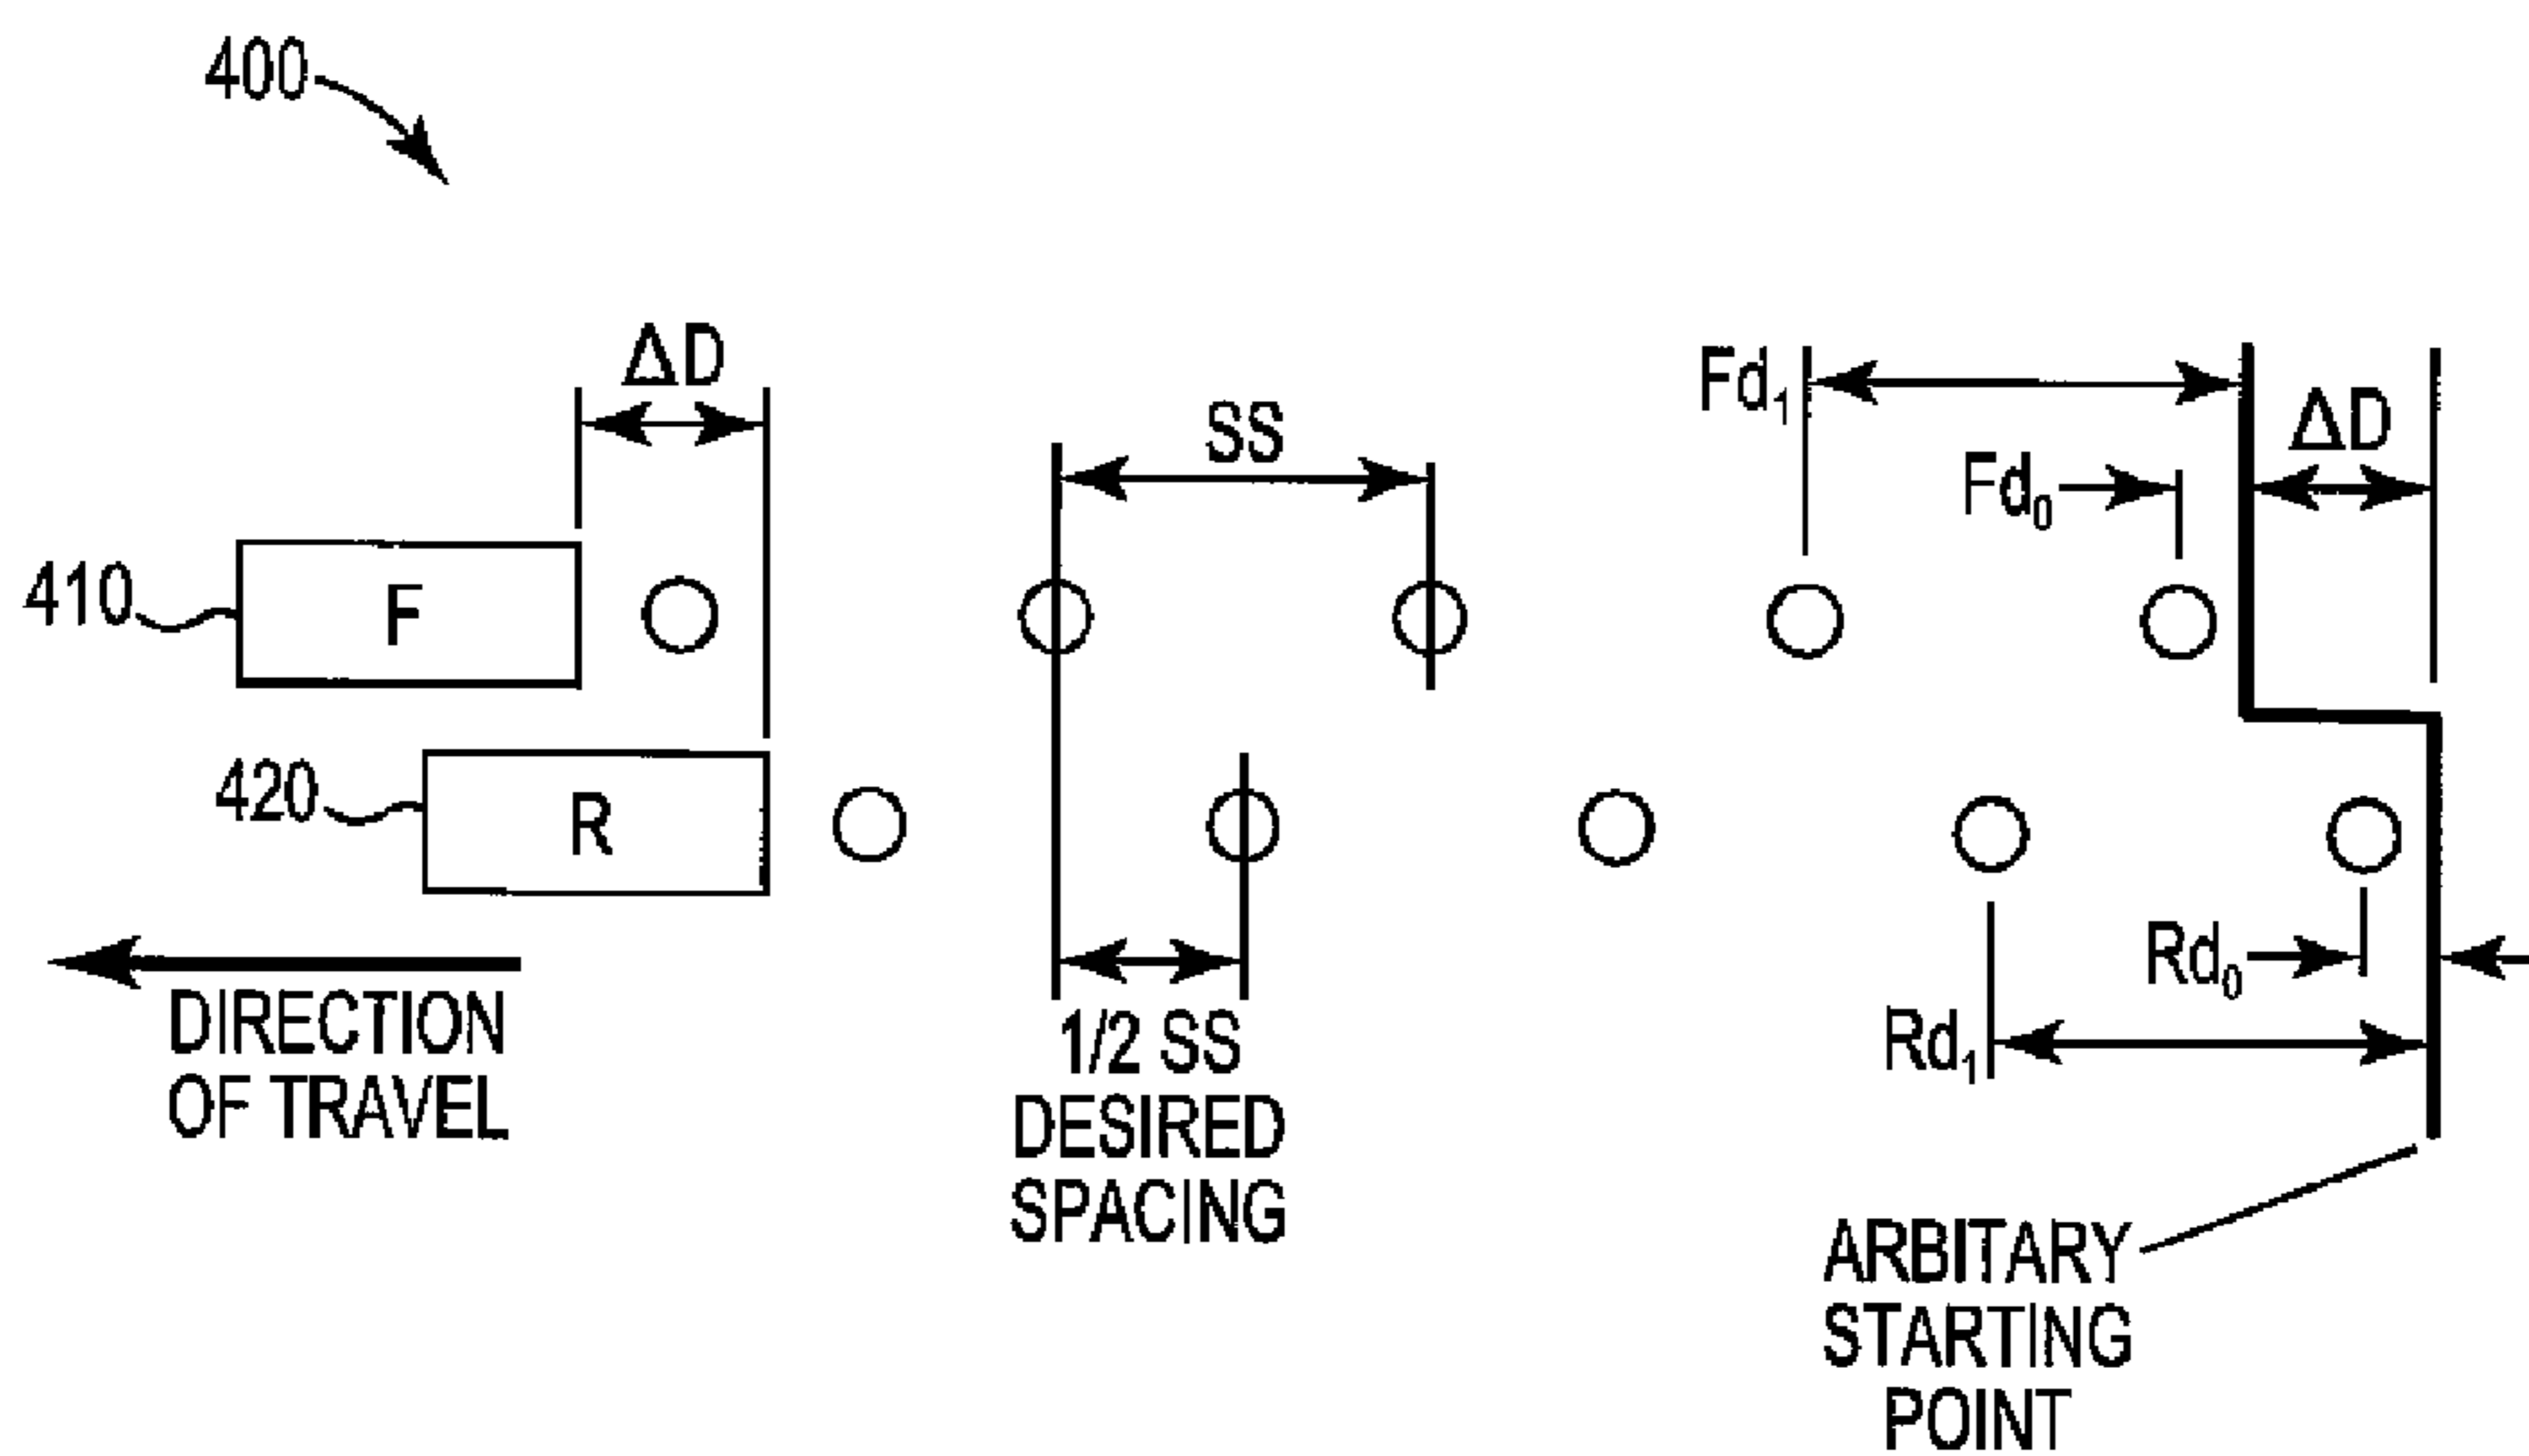 400
ΔD
SS
Fd₁
Fd₀
ΔD
410
F
420
R
DIRECTION
OF TRAVEL
1/2 SS
DESIRED
SPACING
Rd₀
Rd₁
ARBITARY
STARTING
POINT